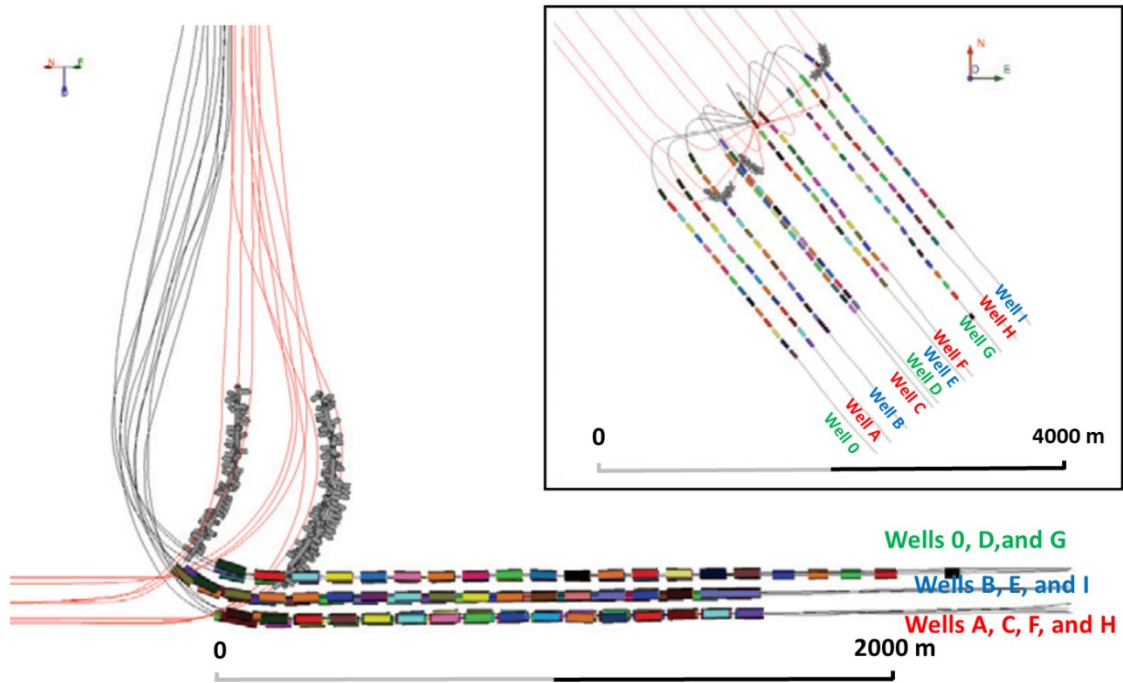 N
E
D
N
D
E
Well I
Well H
Well G
Well F
Well E
Well D
Well C
Well B
Well A
Well 0
0
4000 m
Wells 0, D,and G
Wells B, E, and I
Wells A, C, F, and H
0
2000 m